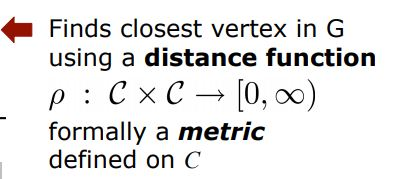 Finds closest vertex in G
using a distance function
ρ : 𝒞 × 𝒞 → [0, ∞)
formally a metric
defined on C